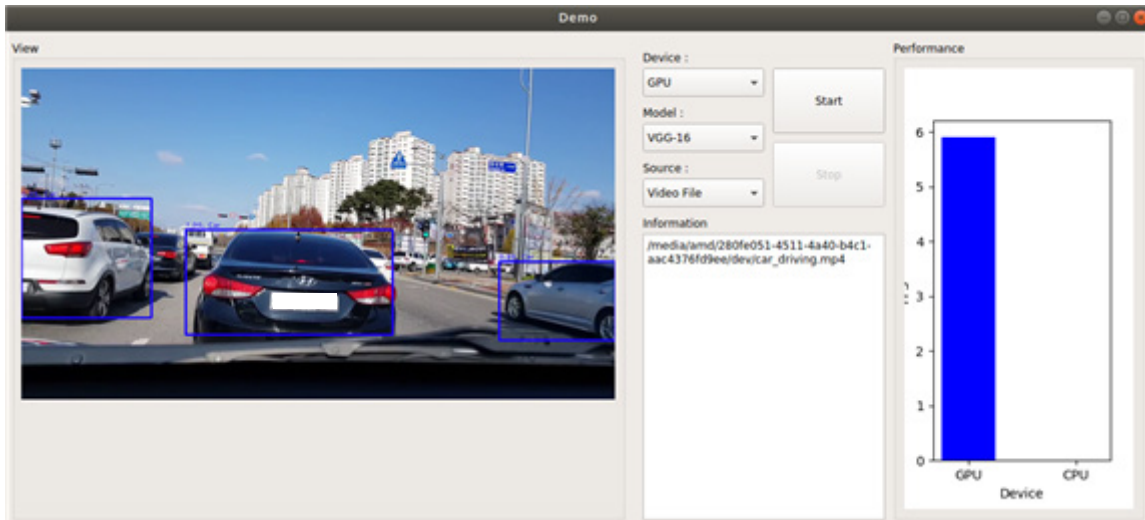 Demo
View
Device :
GPU
Start
Model :
VGG-16
Stop
Source :
Video File
Information
/media/amd/280fe051-4511-4a40-b4c1-
aac4376fd9ee/dev/car_driving.mp4
Performance
6
5
4
3
2
1
0
GPU CPU
Device